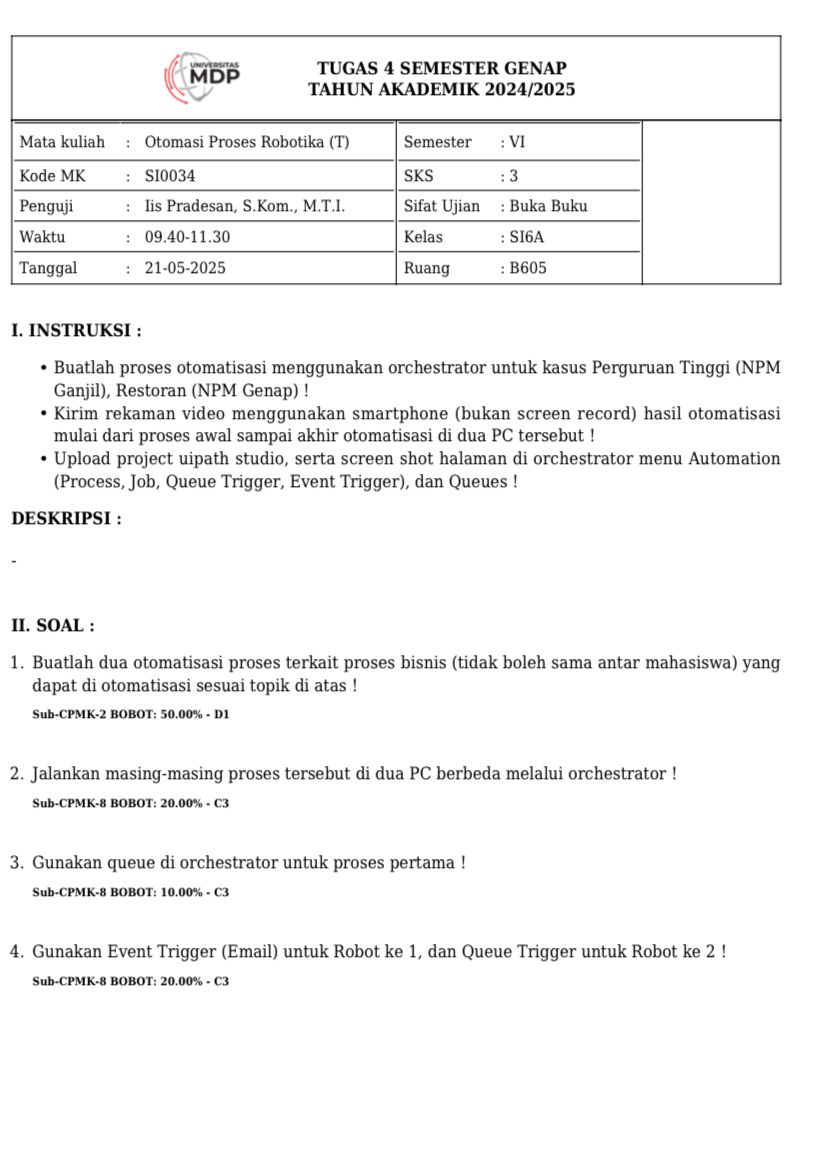 UNIVERSITAS
MDP
TUGAS 4 SEMESTER GENAP
TAHUN AKADEMIK 2024/2025
Mata kuliah : Otomasi Proses Robotika (T) Semester : VI
Kode MK : SI0034 SKS : 3
Penguji : Iis Pradesan, S.Kom., M.T.I. Sifat Ujian : Buka Buku
Waktu : 09.40-11.30 Kelas : SI6A
Tanggal : 21-05-2025 Ruang : B605
I. INSTRUKSI :
• Buatlah proses otomatisasi menggunakan orchestrator untuk kasus Perguruan Tinggi (NPM
Ganjil), Restoran (NPM Genap) !
• Kirim rekaman video menggunakan smartphone (bukan screen record) hasil otomatisasi
mulai dari proses awal sampai akhir otomatisasi di dua PC tersebut !
• Upload project uipath studio, serta screen shot halaman di orchestrator menu Automation
(Process, Job, Queue Trigger, Event Trigger), dan Queues !
DESKRIPSI :
-
II. SOAL :
1. Buatlah dua otomatisasi proses terkait proses bisnis (tidak boleh sama antar mahasiswa) yang
dapat di otomatisasi sesuai topik di atas !
Sub-CPMK-2 BOBOT: 50.00% - D1
2. Jalankan masing-masing proses tersebut di dua PC berbeda melalui orchestrator !
Sub-CPMK-8 BOBOT: 20.00% - C3
3. Gunakan queue di orchestrator untuk proses pertama !
Sub-CPMK-8 BOBOT: 10.00% - C3
4. Gunakan Event Trigger (Email) untuk Robot ke 1, dan Queue Trigger untuk Robot ke 2 !
Sub-CPMK-8 BOBOT: 20.00% - C3